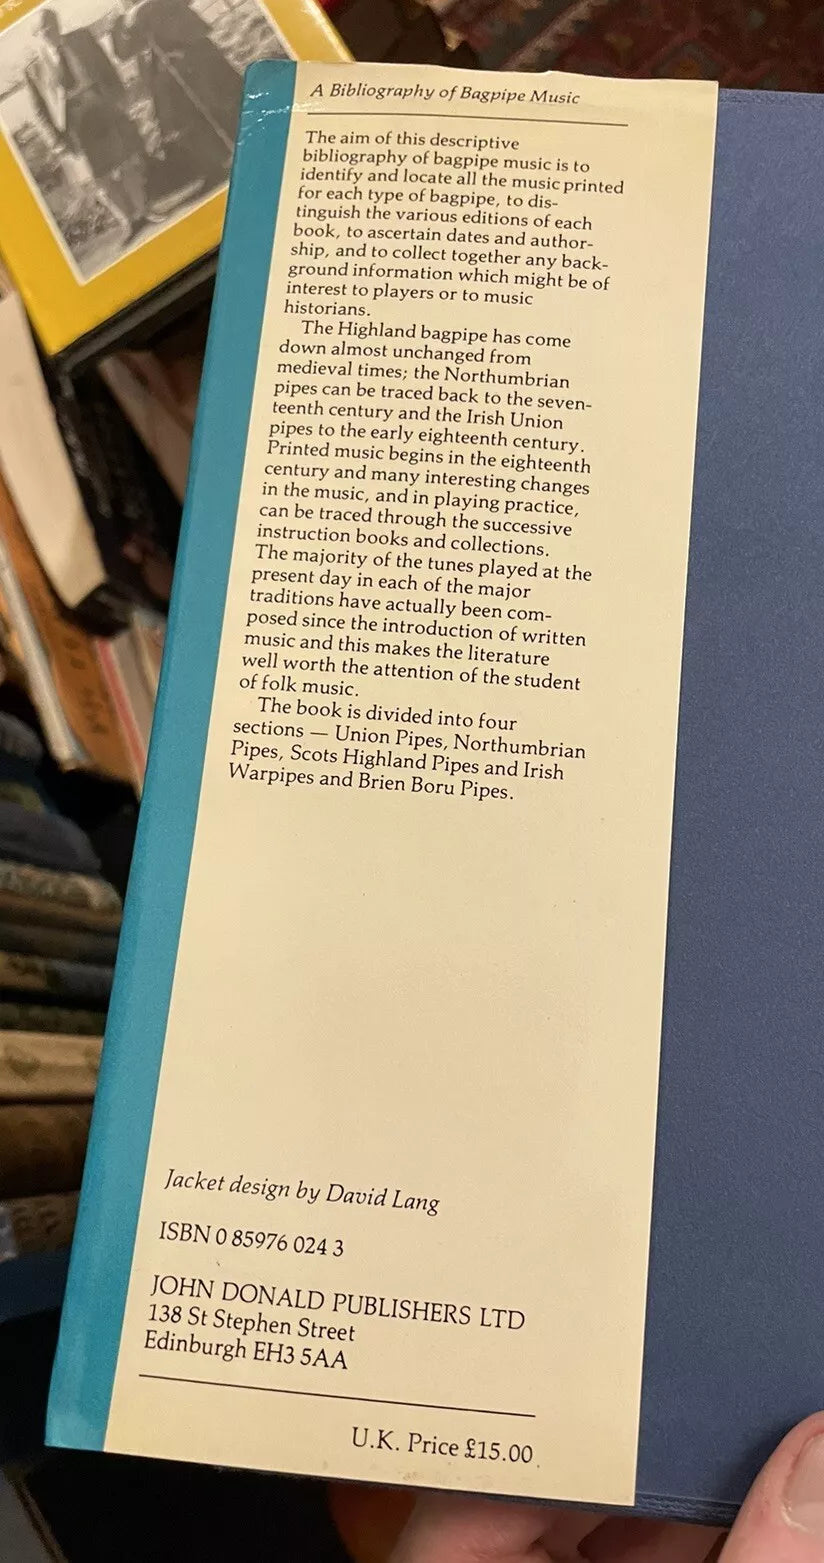 A Bibliography of Bagpipe Music
The aim of this descriptive
bibliography of bagpipe music is to
identify and locate all the music printed
for each type of bagpipe, to dis-
tinguish the various editions of each
book, to ascertain dates and author-
ship, and to collect together any back-
ground information which might be of
interest to players or to music
historians.
The Highland bagpipe has come
down almost unchanged from
medieval times; the Northumbrian
pipes can be traced back to the seven-
teenth century and the Irish Union
pipes to the early eighteenth century.
Printed music begins in the eighteenth
century and many interesting changes
in the music, and in playing practice,
can be traced through the successive
instruction books and collections.
The majority of the tunes played at the
present day in each of the major
traditions have actually been com-
posed since the introduction of written
music and this makes the literature
well worth the attention of the student
of folk music.
The book is divided into four
sections — Union Pipes, Northumbrian
Pipes, Scots Highland Pipes and Irish
Warpipes and Brien Boru Pipes.
Jacket design by David Lang
ISBN 0 85976 024 3
JOHN DONALD PUBLISHERS LTD
138 St Stephen Street
Edinburgh EH3 5AA
U.K. Price £15.00